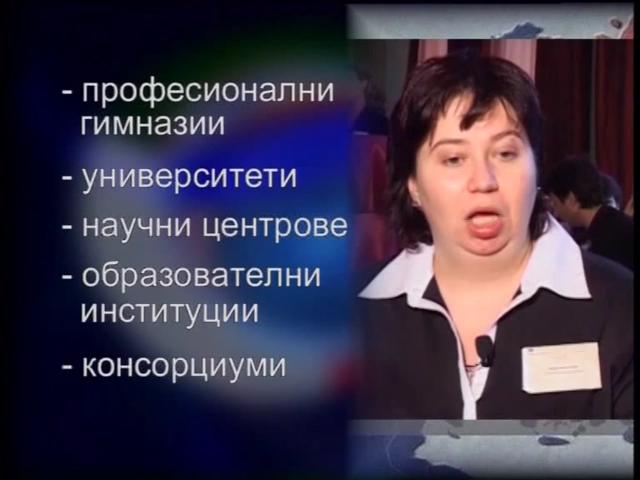 - професионални
гимназии
- университети
- научни центрове
- образователни
институции
- консорциуми